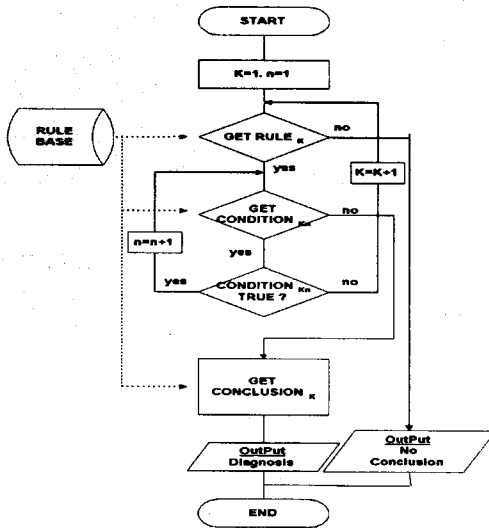 START
K=1. n=1
RULE
BASE
GET RULE K
no
yes
K=K+1
GET
CONDITION Kn
no
n=n+1
yes
yes
CONDITION Kn
TRUE ?
no
GET
CONCLUSION K
OutPut
Diagnosis
OutPut
No
Conclusion
END